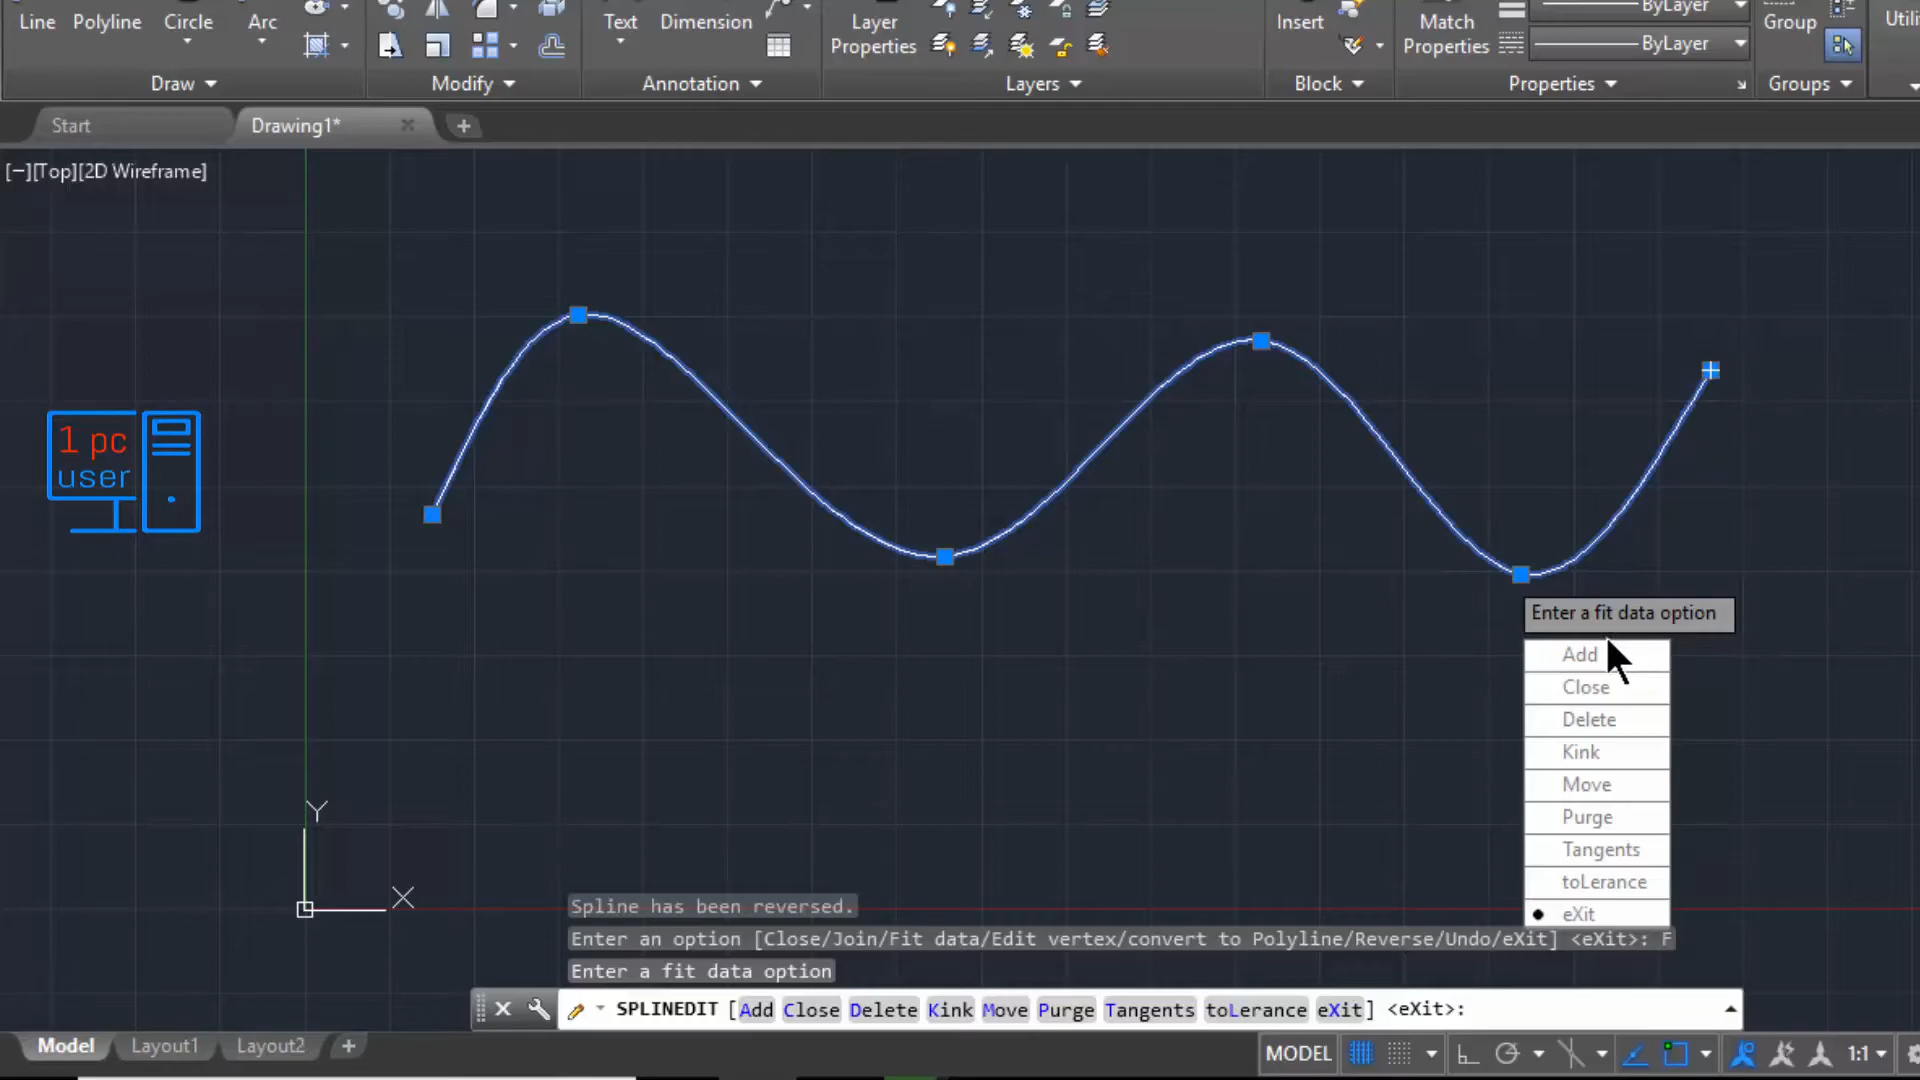 Line Polyline Circle Arc Text Dimension Layer Properties Insert Match Properties ByLayer Group Utili
ByLayer
Draw Modify Annotation Layers Block Properties Groups
Start Drawing1* +
[−][Top][2D Wireframe]
1 pc
user
Enter a fit data option
Add
Close
Delete
Kink
Move
Purge
Tangents
toLerance
eXit
Y
X
Spline has been reversed.
Enter an option [Close/Join/Fit data/Edit vertex/convert to Polyline/Reverse/Undo/eXit] <eXit>: F
Enter a fit data option
SPLINEDIT [Add Close Delete Kink Move Purge Tangents toLerance eXit] <eXit>:
Model Layout1 Layout2 +
MODEL 1:1